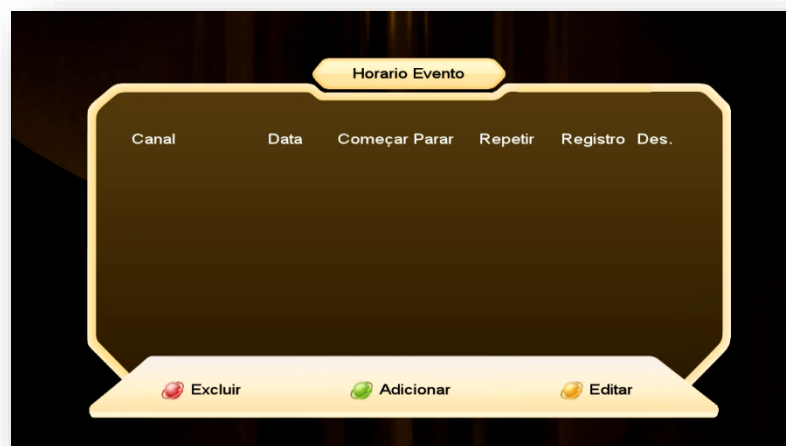 Horario Evento
Canal Data Começar Parar Repetir Registro Des.
Excluir Adicionar Editar